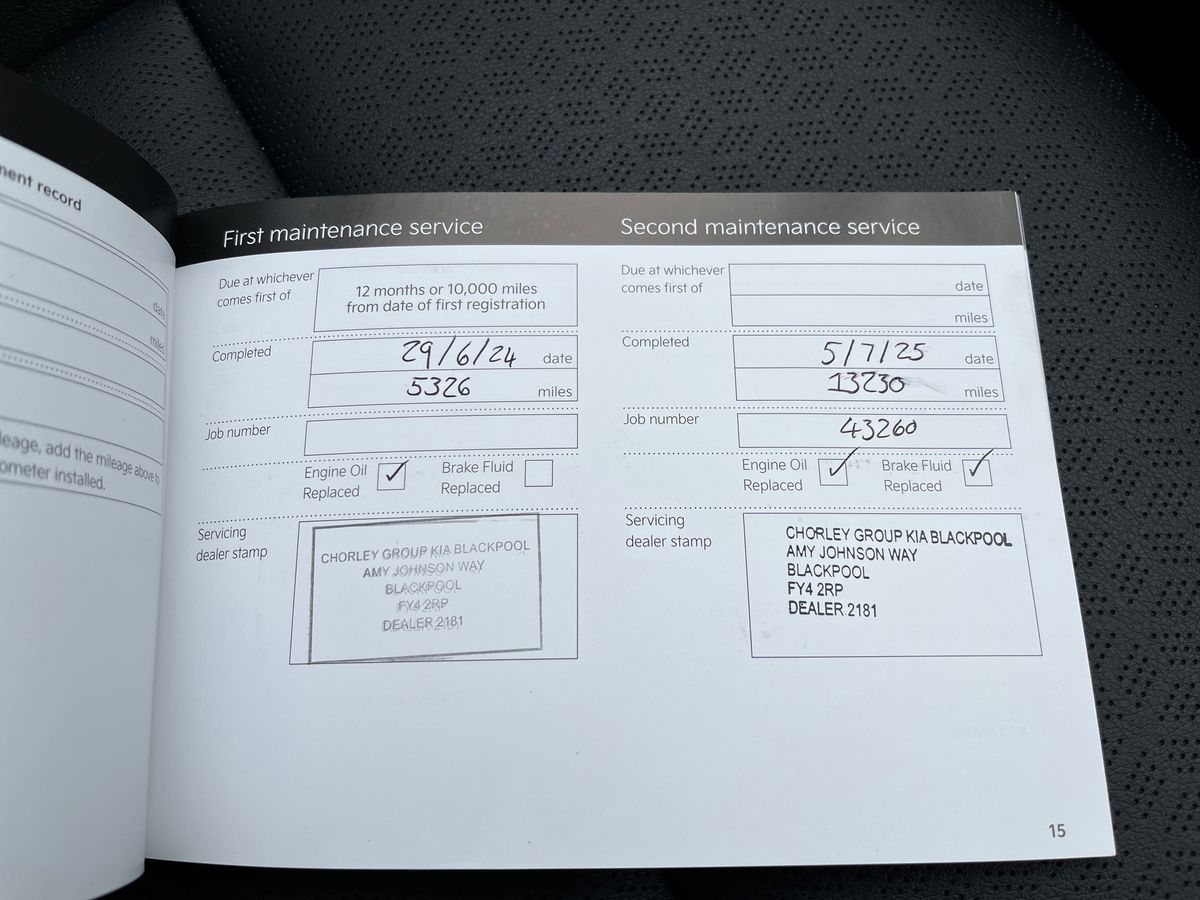 ment record
date
miles
leage, add the mileage above to
ometer installed.
First maintenance service
Due at whichever
comes first of
12 months or 10,000 miles
from date of first registration
Completed
29/6/24 date
5326 miles
Job number
Engine Oil
Replaced
✓
Brake Fluid
Replaced
Servicing
dealer stamp
CHORLEY GROUP KIA BLACKPOOL
AMY JOHNSON WAY
BLACKPOOL
FY4 2RP
DEALER 2181
Second maintenance service
Due at whichever
comes first of
date
miles
Completed
5/7/25 date
13230 miles
Job number
43260
Engine Oil
Replaced
✓
Brake Fluid
Replaced
✓
Servicing
dealer stamp
CHORLEY GROUP KIA BLACKPOOL
AMY JOHNSON WAY
BLACKPOOL
FY4 2RP
DEALER 2181
15